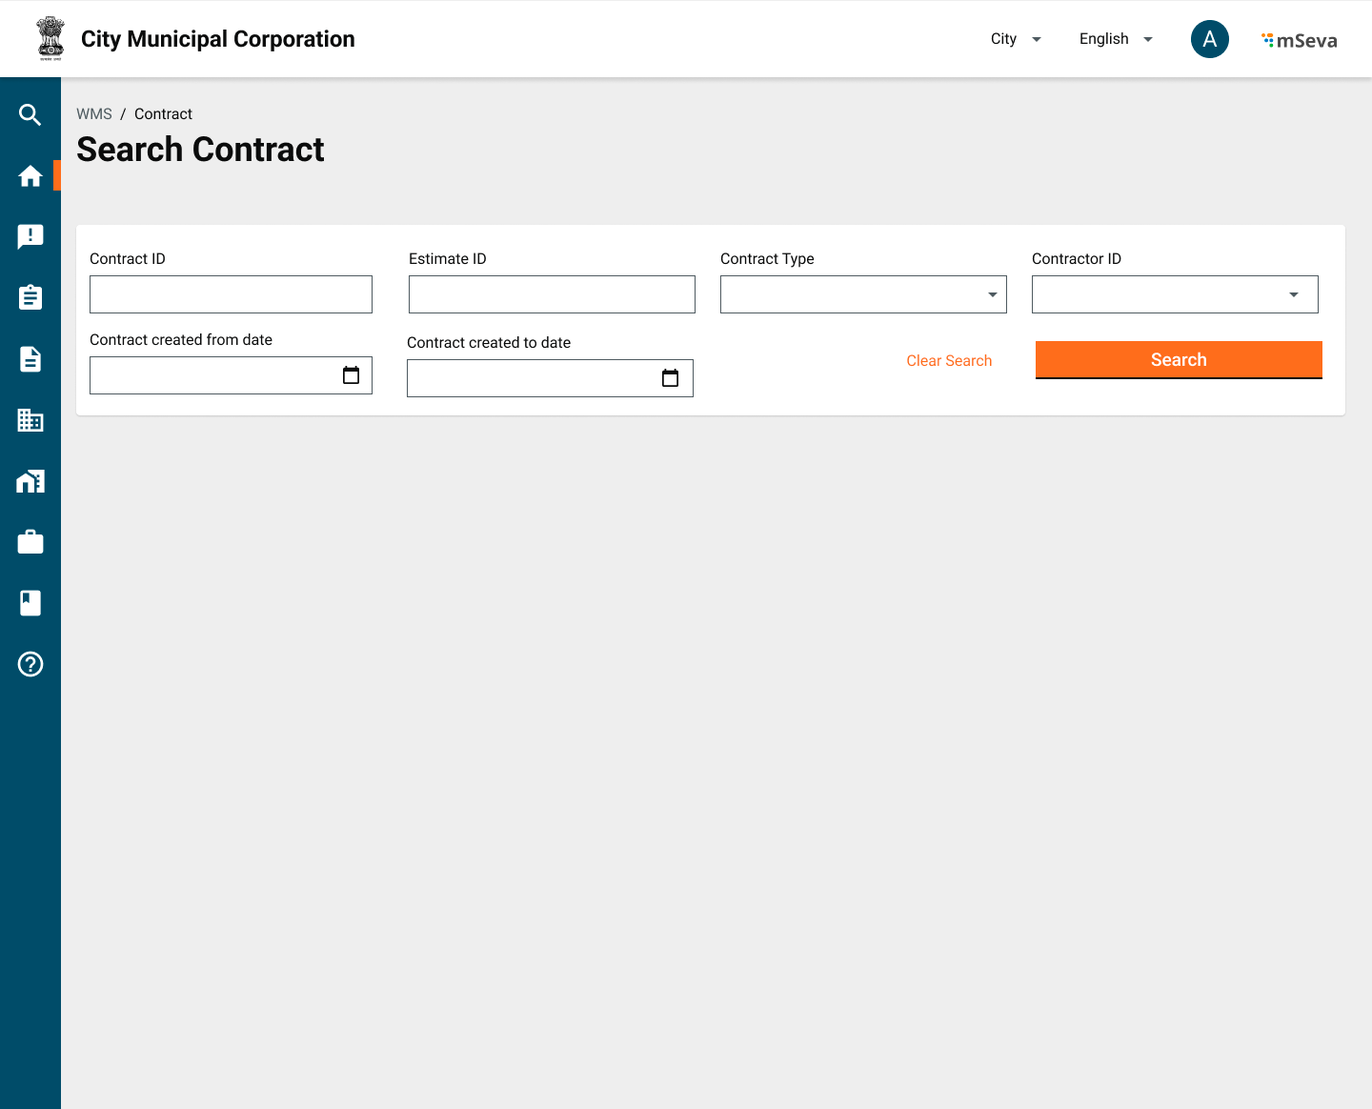 City Municipal Corporation
City
English
A
mSeva
WMS / Contract
Search Contract
Contract ID
Estimate ID
Contract Type
Contractor ID
Contract created from date
Contract created to date
Clear Search
Search